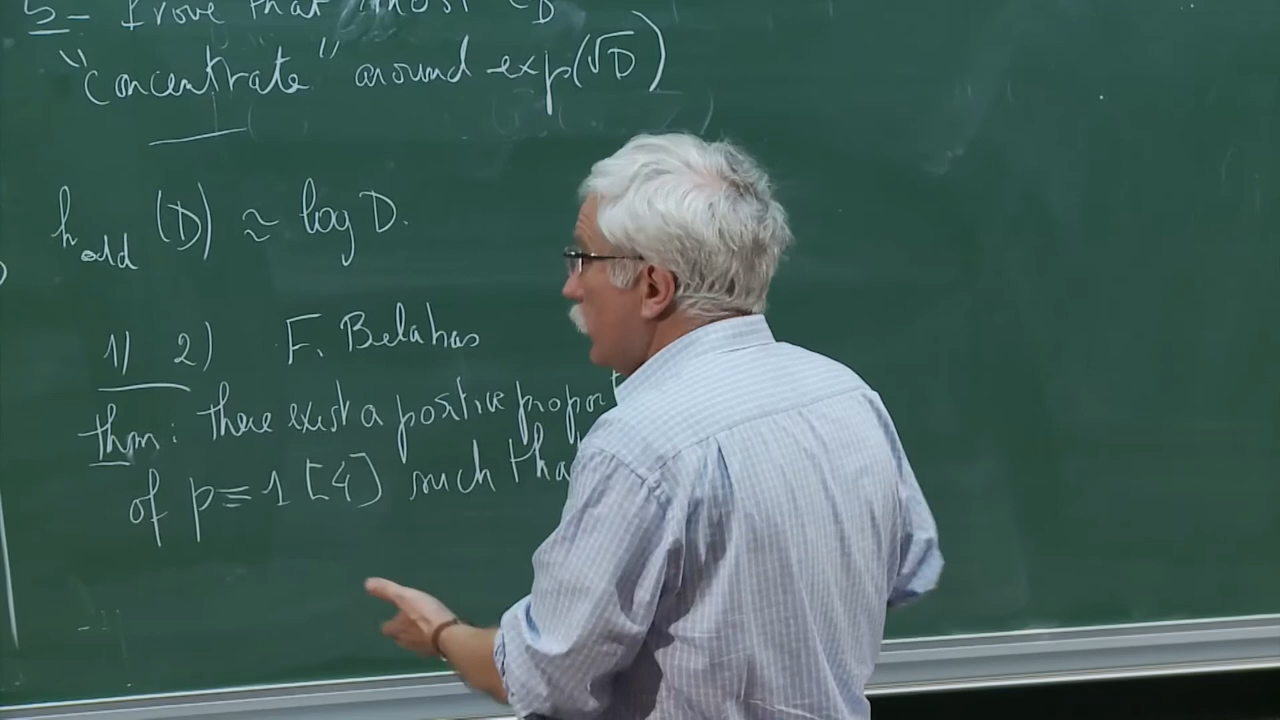 5- Prove that most ε_D
"concentrate" around exp(√D)
h_odd (D) ≈ log D.
1) 2) F. Belabas
thm: there exist a positive propor
of p ≡ 1 [4] such tha